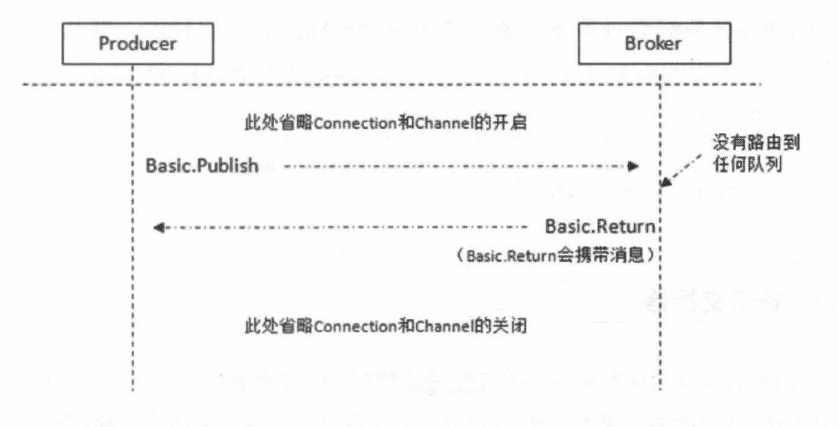 Producer
Broker
此处省略Connection和Channel的开启
没有路由到
任何队列
Basic.Publish
Basic.Return
（Basic.Return会携带消息）
此处省略Connection和Channel的关闭